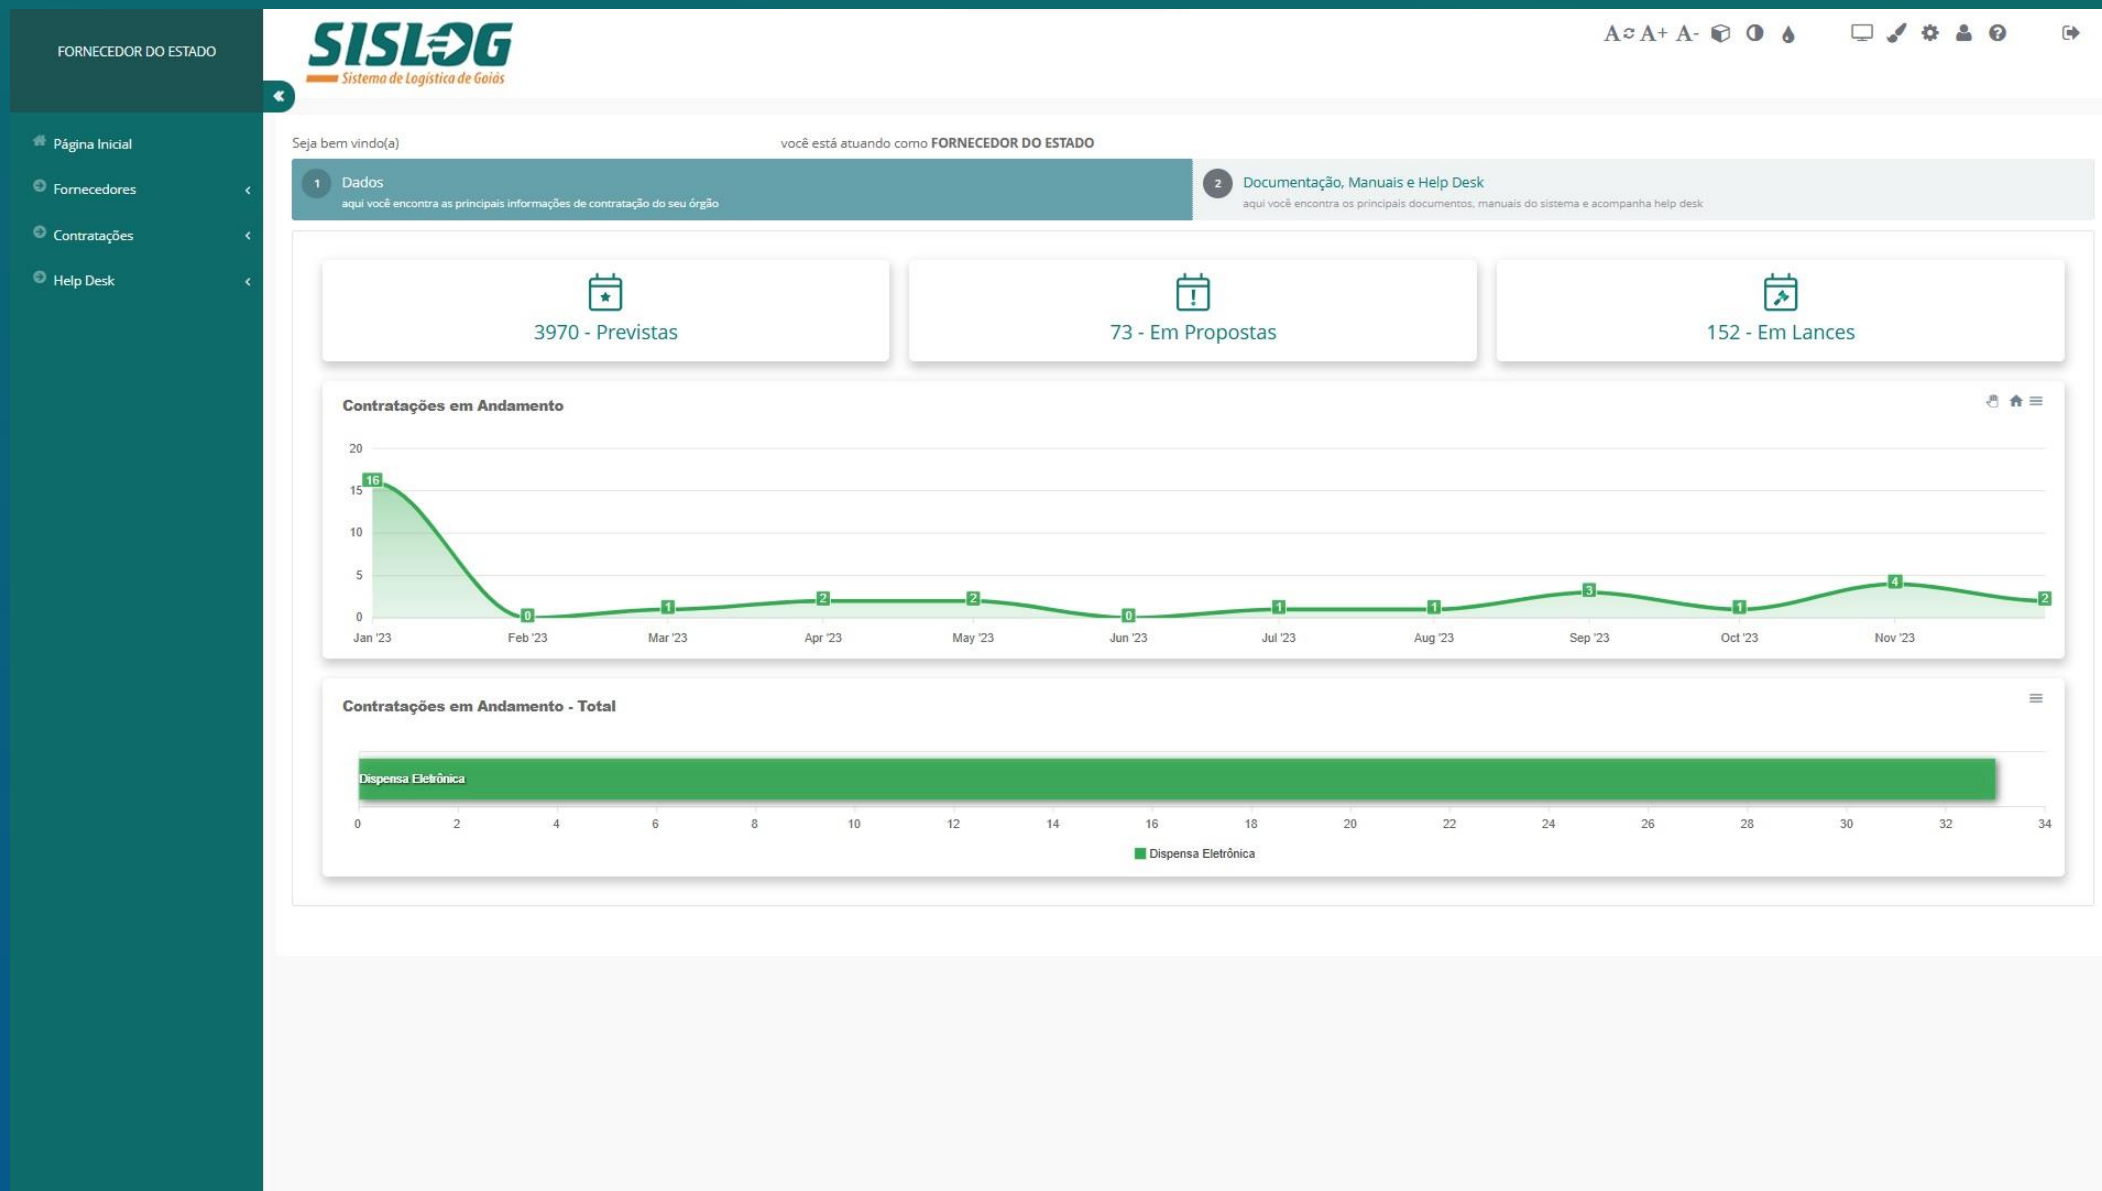 FORNECEDOR DO ESTADO
SISLOG
Sistema de Logística de Goiás
A A+ A-
Página Inicial
Fornecedores
Contratações
Help Desk
Seja bem vindo(a) você está atuando como FORNECEDOR DO ESTADO
1 Dados
aqui você encontra as principais informações de contratação do seu órgão
2 Documentação, Manuais e Help Desk
aqui você encontra os principais documentos, manuais do sistema e acompanha help desk
3970 - Previstas
73 - Em Propostas
152 - Em Lances
Contratações em Andamento
20
15
10
5
0
16 0 1 2 2 0 1 1 3 1 4 2
Jan '23 Feb '23 Mar '23 Apr '23 May '23 Jun '23 Jul '23 Aug '23 Sep '23 Oct '23 Nov '23
Contratações em Andamento - Total
Dispensa Eletrônica
0 2 4 6 8 10 12 14 16 18 20 22 24 26 28 30 32 34
Dispensa Eletrônica